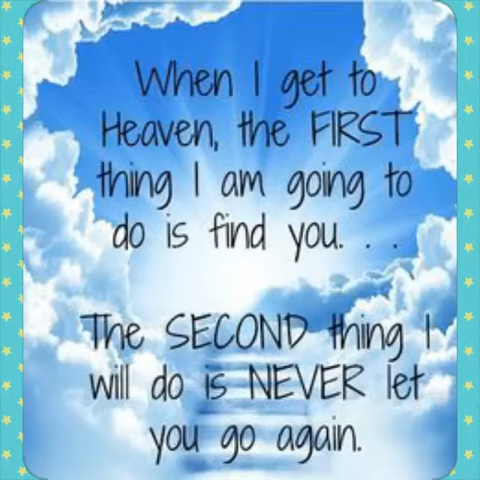 When I get to
Heaven, the FIRST
thing I am going to
do is find you. . .
The SECOND thing I
will do is NEVER let
you go again.